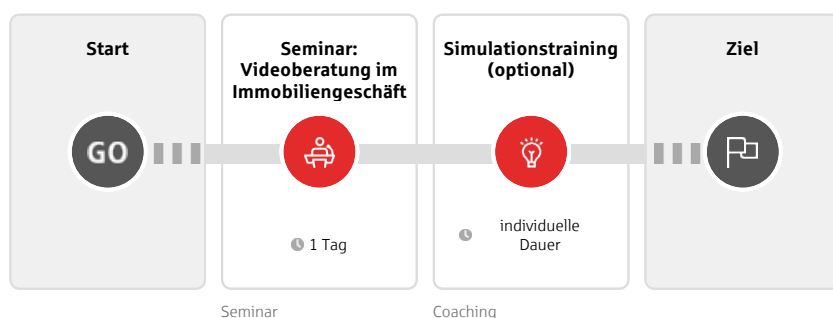 Start
Seminar:
Videoberatung im
Immobiliengeschäft
Simulationstraining
(optional)
Ziel
GO
1 Tag
individuelle
Dauer
Seminar
Coaching